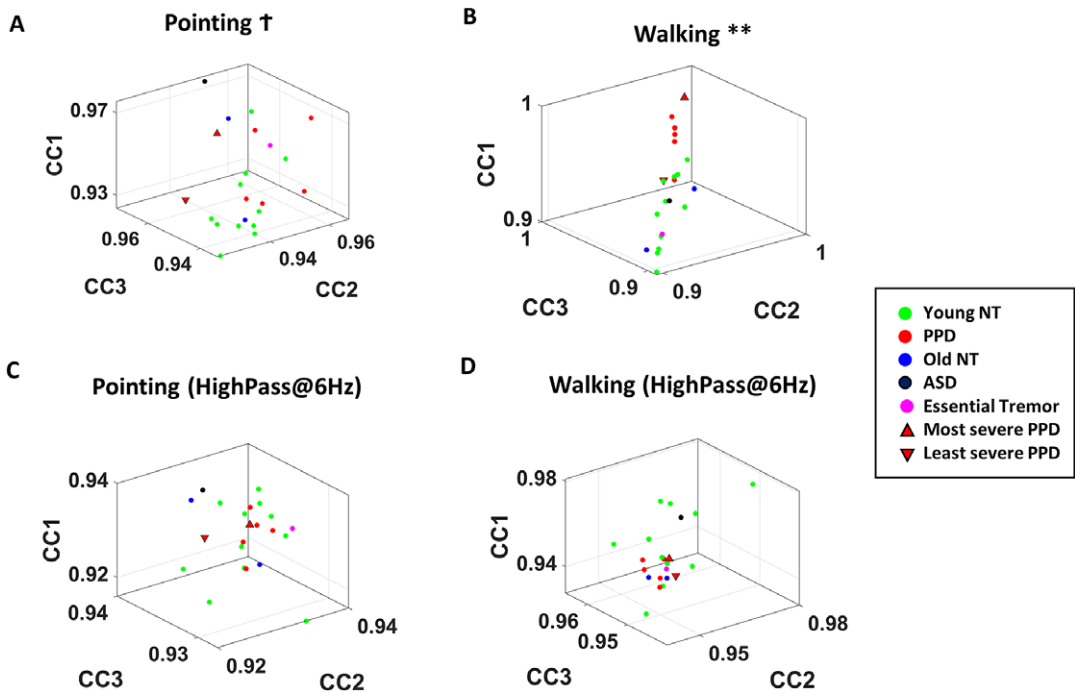 A
Pointing †
0.97
0.93
CC1
0.96
0.94
CC3
0.94
0.96
CC2
B
Walking **
1
0.9
CC1
1
0.9
CC3
0.9
1
CC2
C
Pointing (HighPass@6Hz)
0.94
0.92
CC1
0.94
0.93
CC3
0.92
0.94
CC2
D
Walking (HighPass@6Hz)
0.98
0.94
CC1
0.96
0.95
CC3
0.95
0.98
CC2
Young NT
PPD
Old NT
ASD
Essential Tremor
Most severe PPD
Least severe PPD